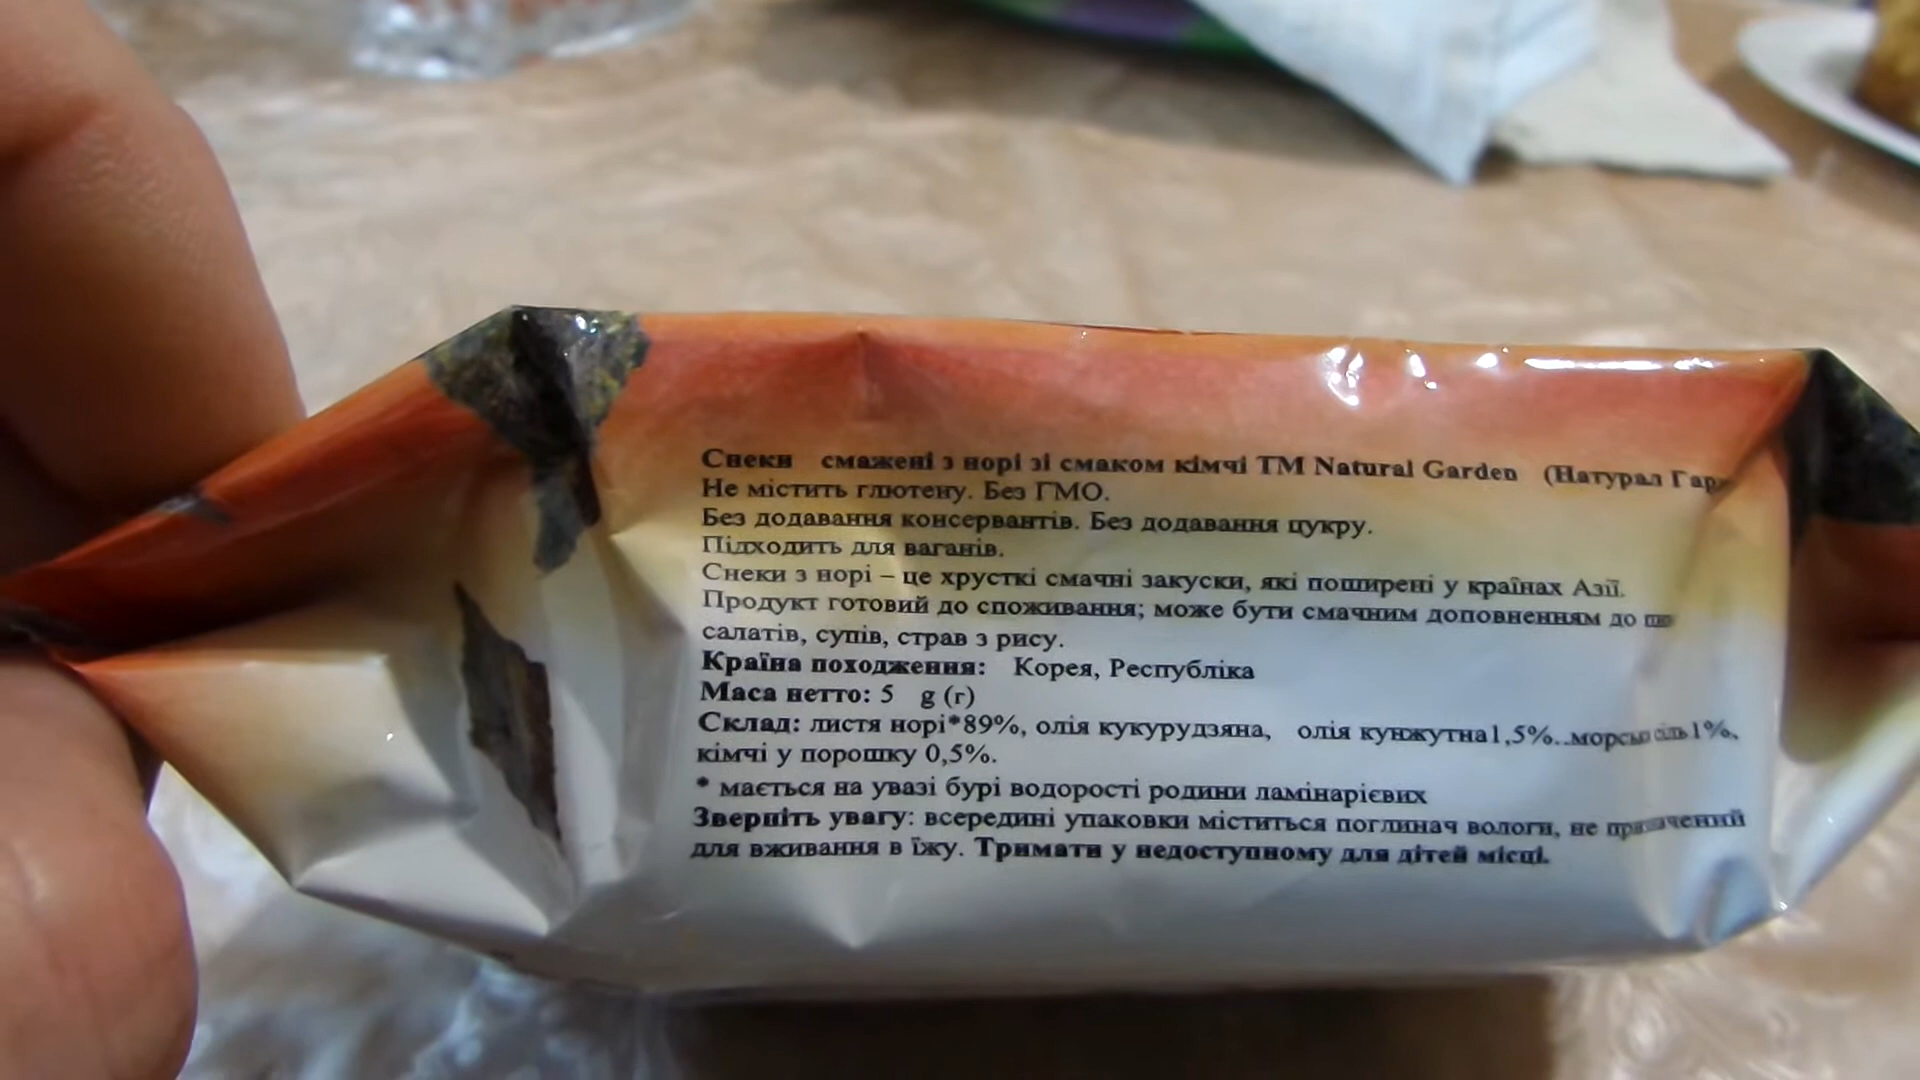 Снеки смажені з норі зі смаком кімчі ТМ Natural Garden (Натурал Гар
Не містить глютену. Без ГМО.
Без додавання консервантів. Без додавання цукру.
Підходить для ваганів.
Снеки з норі – це хрусткі смачні закуски, які поширені у країнах Азії.
Продукт готовий до споживання; може бути смачним доповненням до
салатів, супів, страв з рису.
Країна походження: Корея, Республіка
Маса нетто: 5 g (г)
Склад: листя норі*89%, олія кукурудзяна, олія кунжутна1,5%..морська сіль1%,
кімчі у порошку 0,5%.
* мається на увазі бурі водорості родини ламінарієвих
Зверніть увагу: всередині упаковки міститься поглинач вологи, не призначений
для вживання в їжу. Тримати у недоступному для дітей місці.